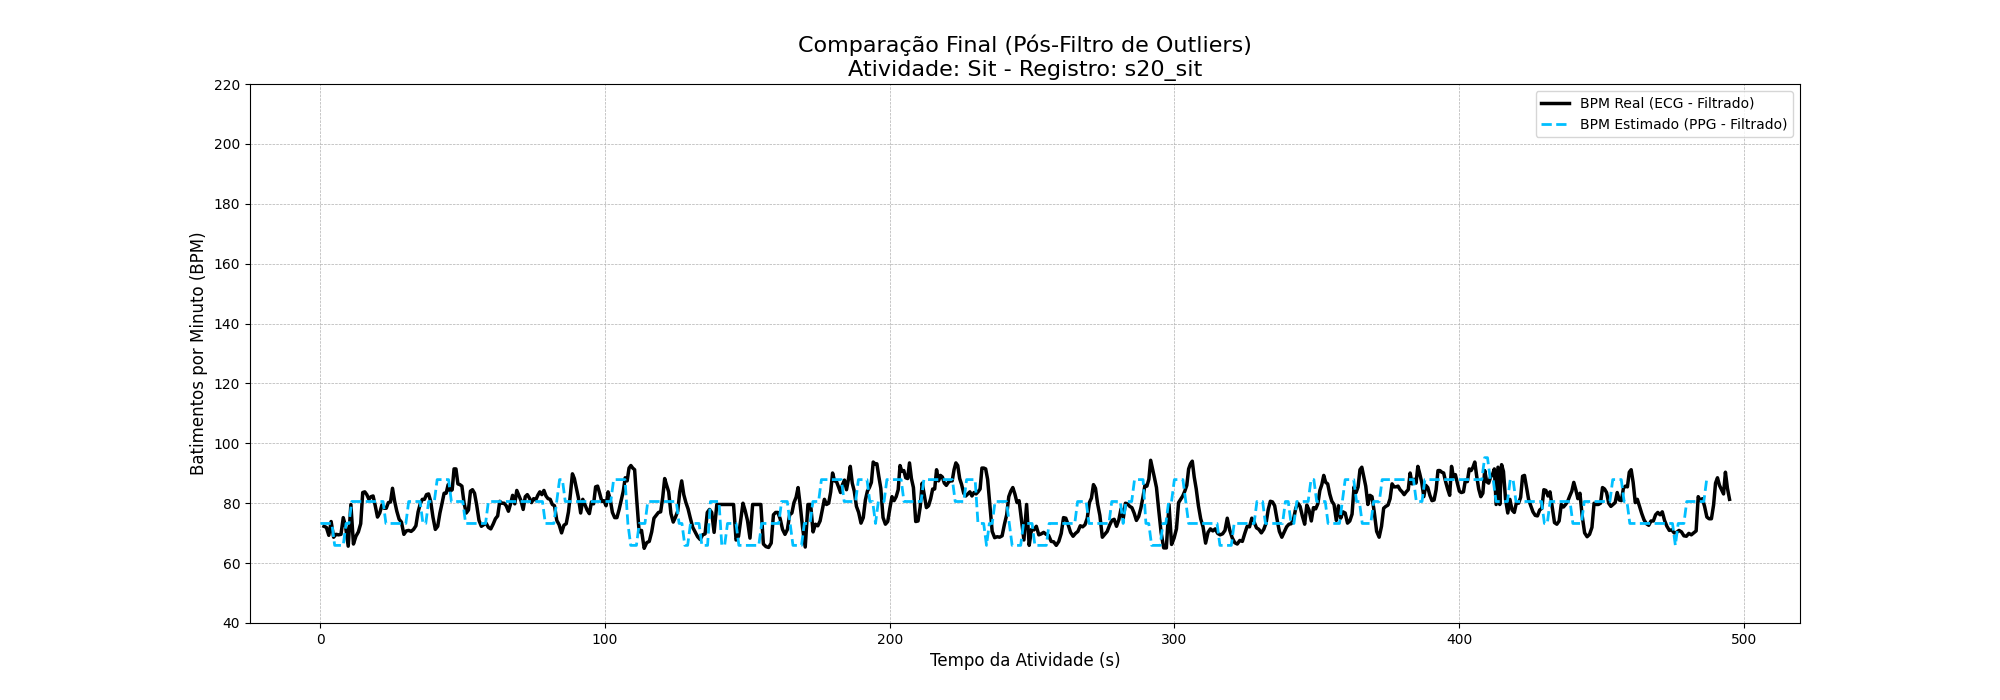 Comparação Final (Pós-Filtro de Outliers)
Atividade: Sit - Registro: s20_sit
BPM Real (ECG - Filtrado)
BPM Estimado (PPG - Filtrado)
Batimentos por Minuto (BPM)
220
200
180
160
140
120
100
80
60
40
0
100
200
300
400
500
Tempo da Atividade (s)